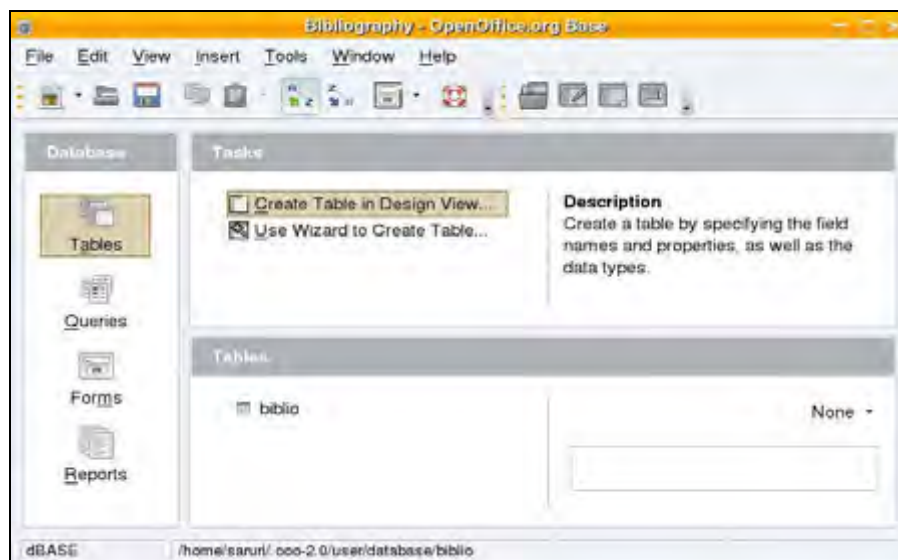 Bibliography - OpenOffice.org Base
File Edit View Insert Tools Window Help
Database
Tables
Queries
Forms
Reports
Tasks
Create Table in Design View...
Use Wizard to Create Table...
Description
Create a table by specifying the field
names and properties, as well as the
data types.
Tables
biblio
None
dBASE /home/saruri/.ooo-2.0/user/database/biblio